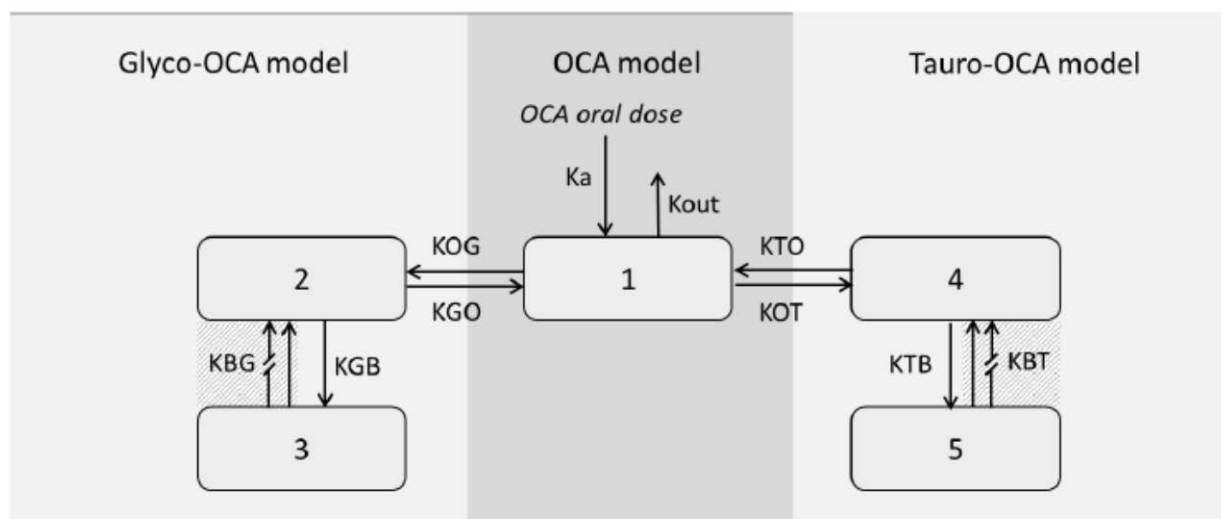 Glyco-OCA model
OCA model
Tauro-OCA model
OCA oral dose
Ka
Kout
KOG
KTO
2
1
4
KGO
KOT
KBG
KGB
KTB
KBT
3
5